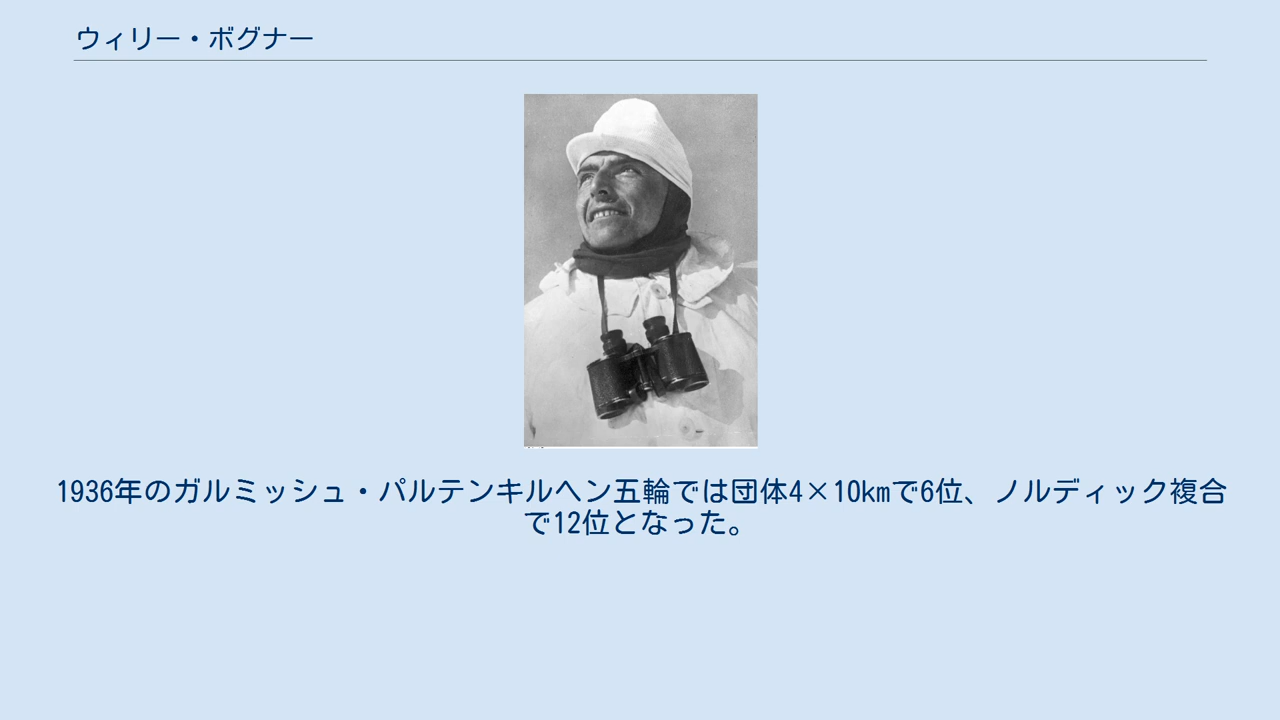 ウィリー・ボグナー
1936年のガルミッシュ・パルテンキルヘン五輪では団体4×10kmで6位、ノルディック複合
で12位となった。